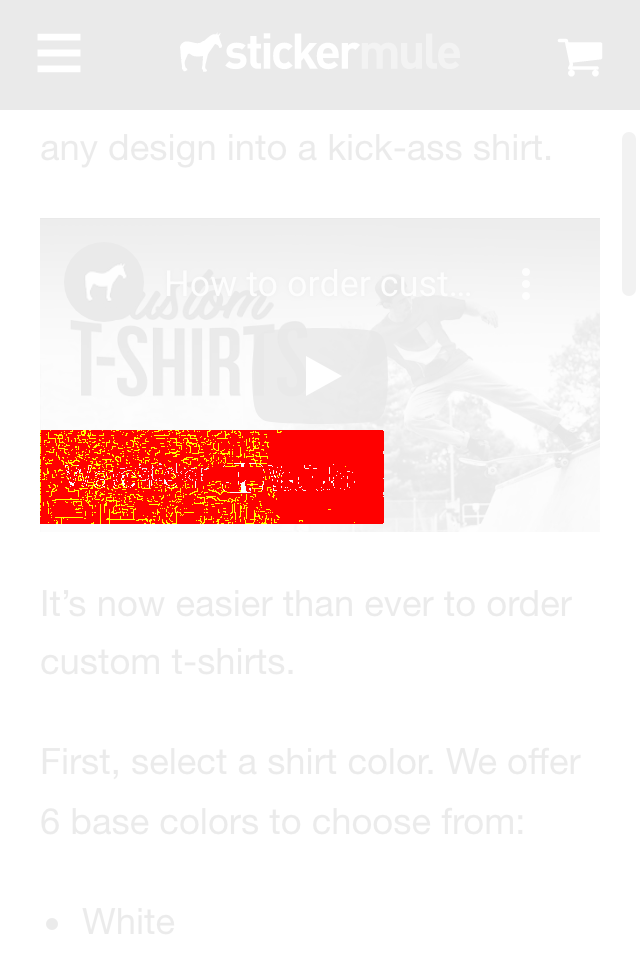 stickermule
any design into a kick-ass shirt.
How to order cust...
Custom
T-SHIRTS
It’s now easier than ever to order
custom t-shirts.
First, select a shirt color. We offer
6 base colors to choose from:
• White